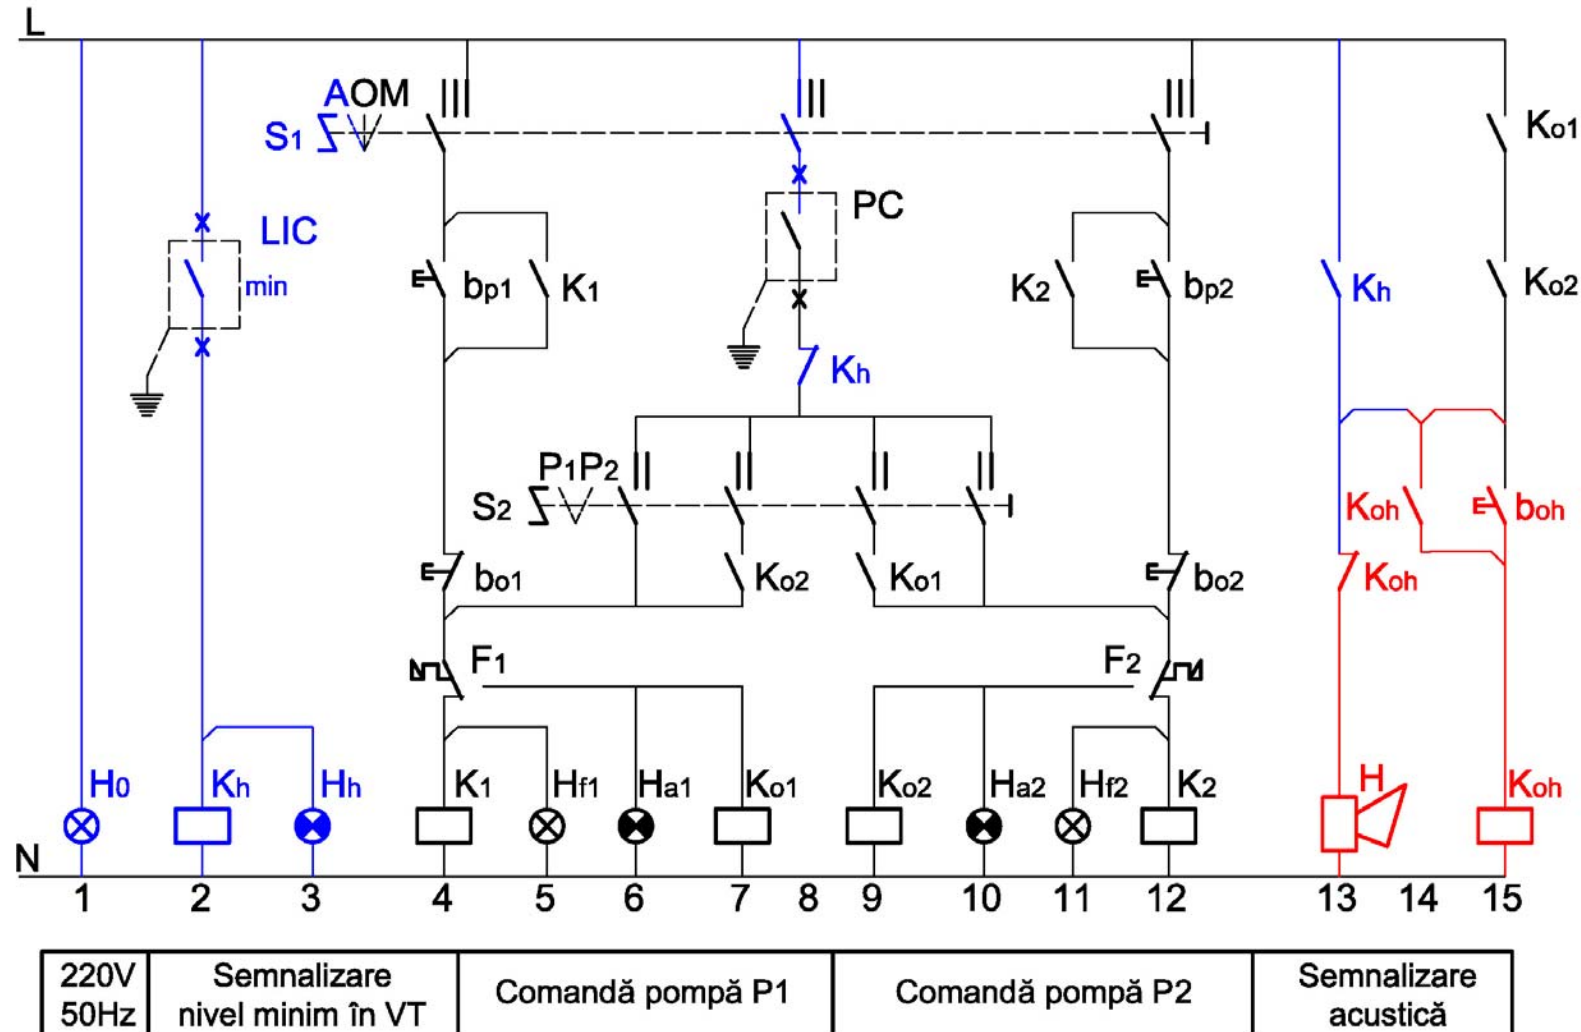 L
A O M
S1
Ko1
PC
LIC
min
bp1
K1
K2
bp2
Kh
Ko2
Kh
P1 P2
S2
Koh
boh
bo1
Ko2
Ko1
bo2
Koh
F1
F2
H0
Kh
Hh
K1
Hf1
Ha1
Ko1
Ko2
Ha2
Hf2
K2
H
Koh
N
1 2 3 4 5 6 7 8 9 10 11 12 13 14 15
220V
50Hz
Semnalizare
nivel minim în VT
Comandă pompă P1
Comandă pompă P2
Semnalizare
acustică